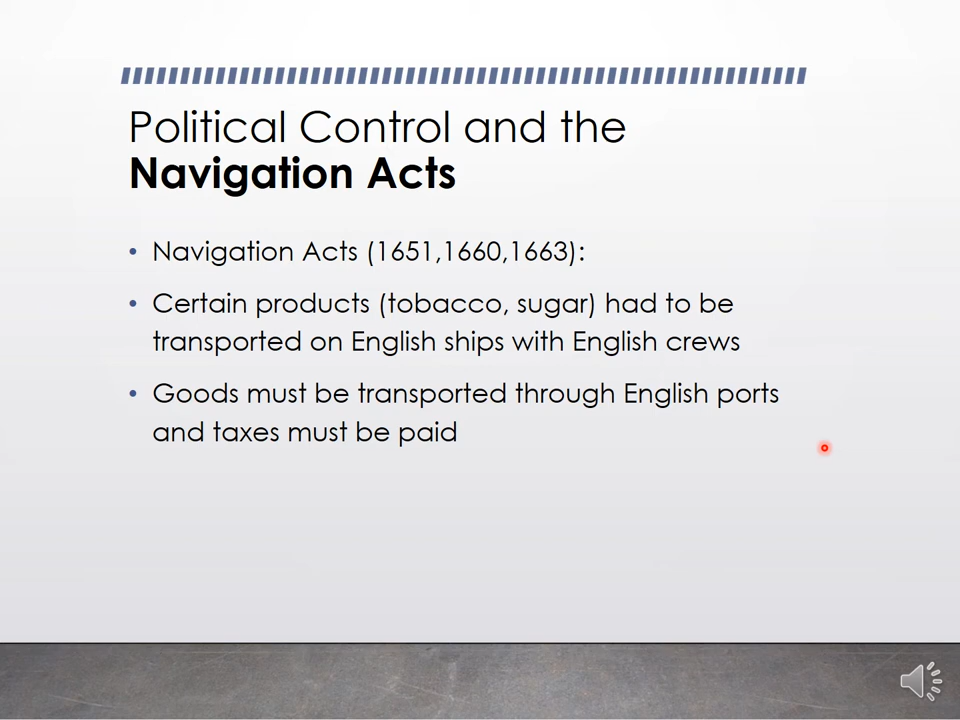 Political Control and the
Navigation Acts
• Navigation Acts (1651,1660,1663):
• Certain products (tobacco, sugar) had to be
transported on English ships with English crews
• Goods must be transported through English ports
and taxes must be paid